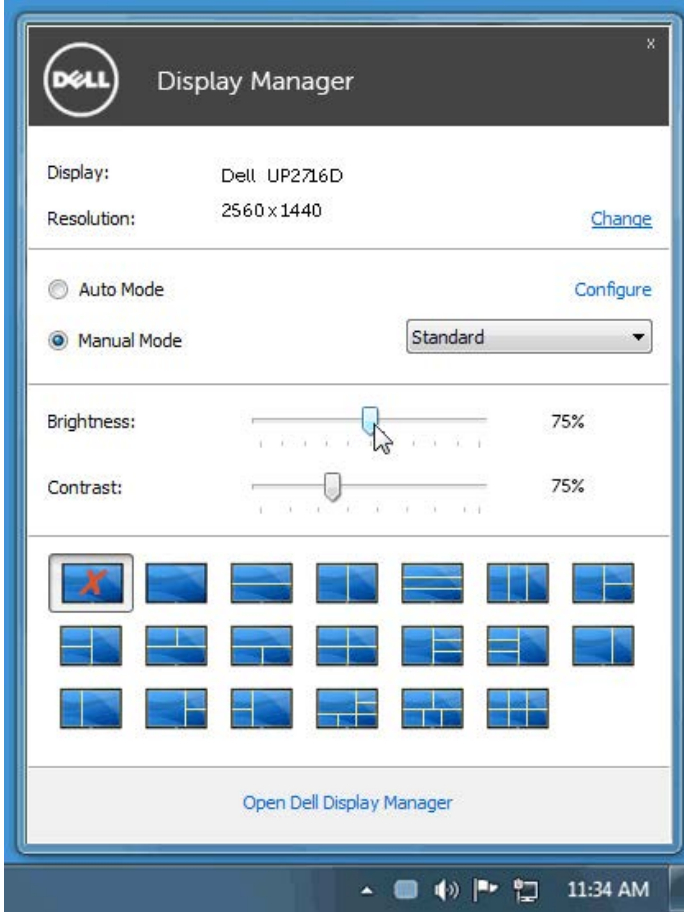 x
DELL
Display Manager
Display: Dell UP2716D
Resolution: 2560 x 1440 Change
Auto Mode Configure
Manual Mode Standard
Brightness: 75%
Contrast: 75%
Open Dell Display Manager
11:34 AM